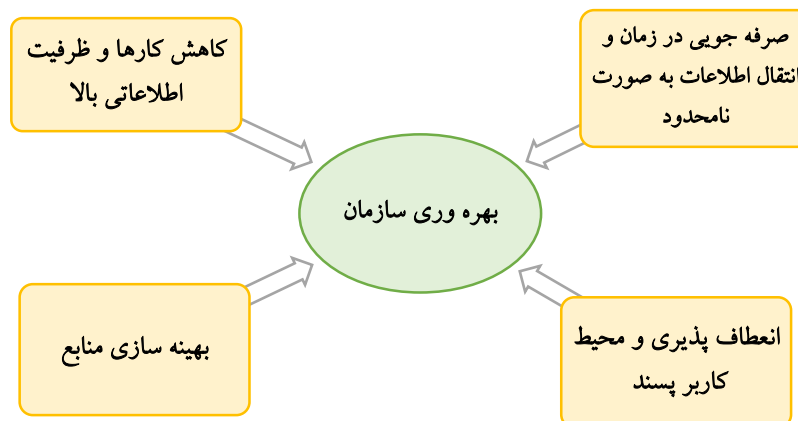 صرفه جویی در زمان و
انتقال اطلاعات به صورت
نامحدود
کاهش کارها و ظرفیت
اطلاعاتی بالا
بهره وری سازمان
انعطاف پذیری و محیط
کاربر پسند
بهینه سازی منابع